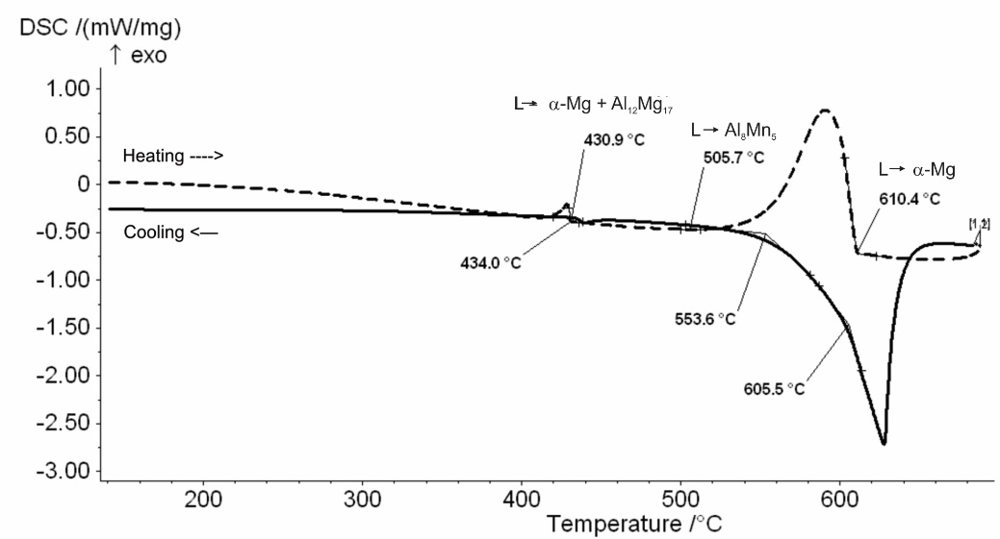 DSC /(mW/mg)
↑ exo
1.00
0.50
0
-0.50
-1.00
-1.50
-2.00
-2.50
-3.00
Heating ---->
Cooling <—
L→ α-Mg + Al₁₂Mg₁₇
430.9 °C
L→ Al₈Mn₅
505.7 °C
L→ α-Mg
610.4 °C
434.0 °C
553.6 °C
605.5 °C
200 300 400 500 600
Temperature /°C